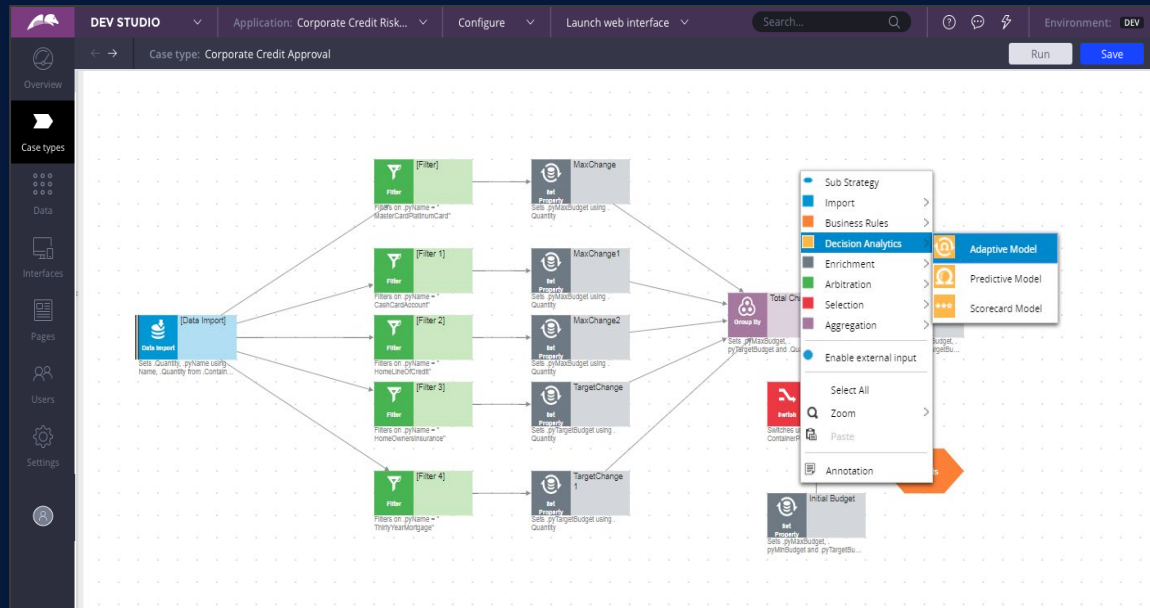 DEV STUDIO
Application: Corporate Credit Risk...
Configure
Launch web interface
Search...
Environment: DEV
Case type: Corporate Credit Approval
Run
Save
Overview
Case types
Data
Interfaces
Pages
Users
Settings
[Data Import]
Data Import
Sets .Quantity, .pyName using
Name, .Quantity from .Contain...
[Filter]
Filter
Filters on .pyName = "
MasterCardPlatinumCard"
[Filter 1]
Filter
Filters on .pyName = "
CashCardAccount"
[Filter 2]
Filter
Filters on .pyName = "
HomeLineOfCredit"
[Filter 3]
Filter
Filters on .pyName = "
HomeOwnersInsurance"
[Filter 4]
Filter
Filters on .pyName = "
ThirtyYearMortgage"
MaxChange
Set
Property
Sets .pyMaxBudget using .
Quantity
MaxChange1
Set
Property
Sets .pyMaxBudget using .
Quantity
MaxChange2
Set
Property
Sets .pyMaxBudget using .
Quantity
TargetChange
Set
Property
Sets .pyTargetBudget using .
Quantity
TargetChange
1
Set
Property
Sets .pyTargetBudget using .
Quantity
Total
Group By
Sets .pyMaxBudget, .
pyTargetBudget and
Switch
Switches
Initial Budget
Set
Property
Sets .pyMaxBudget, .
pyMinBudget and .pyTargetBu...
Sub Strategy
Import
Business Rules
Decision Analytics
Enrichment
Arbitration
Selection
Aggregation
Enable external input
Select All
Zoom
Paste
Annotation
Adaptive Model
Predictive Model
Scorecard Model